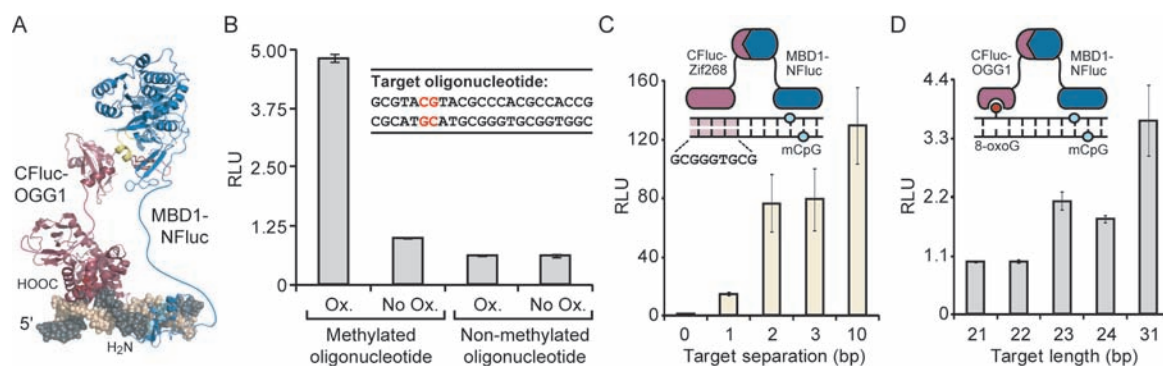 A
CFluc-
OGG1
MBD1-
NFluc
HOOC
5'
H₂N
B
RLU
5.00
3.75
2.50
1.25
0
Target oligonucleotide:
GCGTACGTACGCCCACGCCACCG
CGCATGCATGCGGGTGCGGTGGC
Ox.
No Ox.
Ox.
No Ox.
Methylated
oligonucleotide
Non-methylated
oligonucleotide
C
RLU
160
120
80
40
0
CFluc-
Zif268
MBD1-
NFluc
mCpG
GCGGGTGCG
0
1
2
3
10
Target separation (bp)
D
RLU
4.4
3.3
2.2
1.1
0
CFluc-
OGG1
MBD1-
NFluc
8-oxoG
mCpG
21
22
23
24
31
Target length (bp)